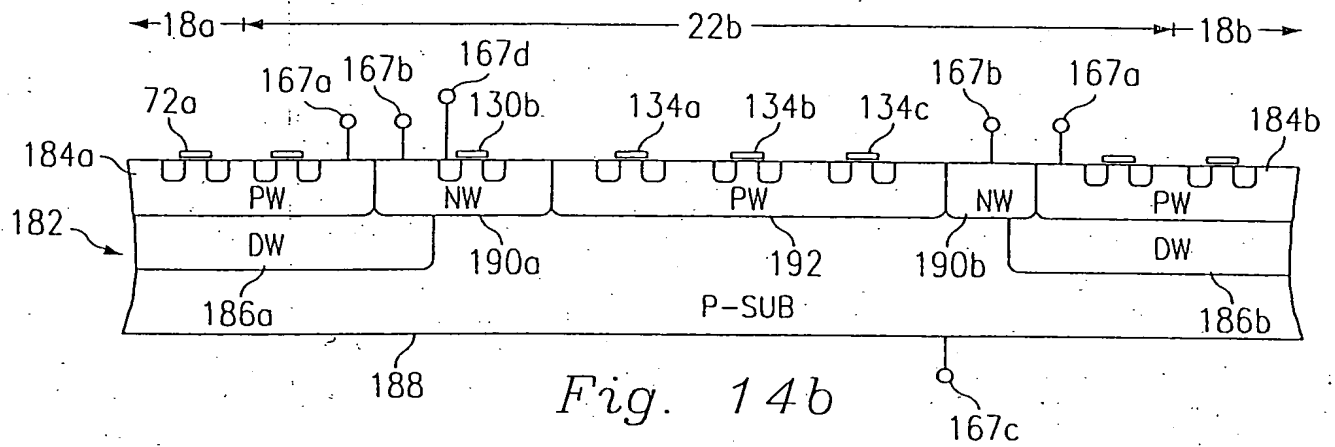 18a 22b 18b
167a 167b 167d 167b 167a
72a 130b 134a 134b 134c 184b
184a
PW NW PW NW PW
182 DW DW
190a 192 190b
186a P-SUB 186b
188
Fig. 14b
167c